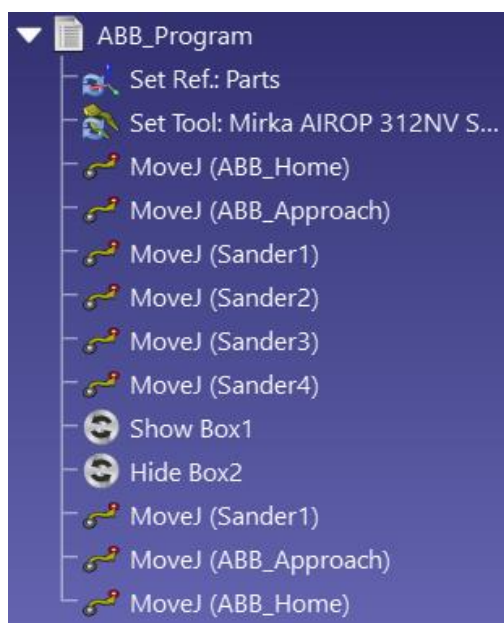 ABB_Program
Set Ref.: Parts
Set Tool: Mirka AIROP 312NV S...
MoveJ (ABB_Home)
MoveJ (ABB_Approach)
MoveJ (Sander1)
MoveJ (Sander2)
MoveJ (Sander3)
MoveJ (Sander4)
Show Box1
Hide Box2
MoveJ (Sander1)
MoveJ (ABB_Approach)
MoveJ (ABB_Home)